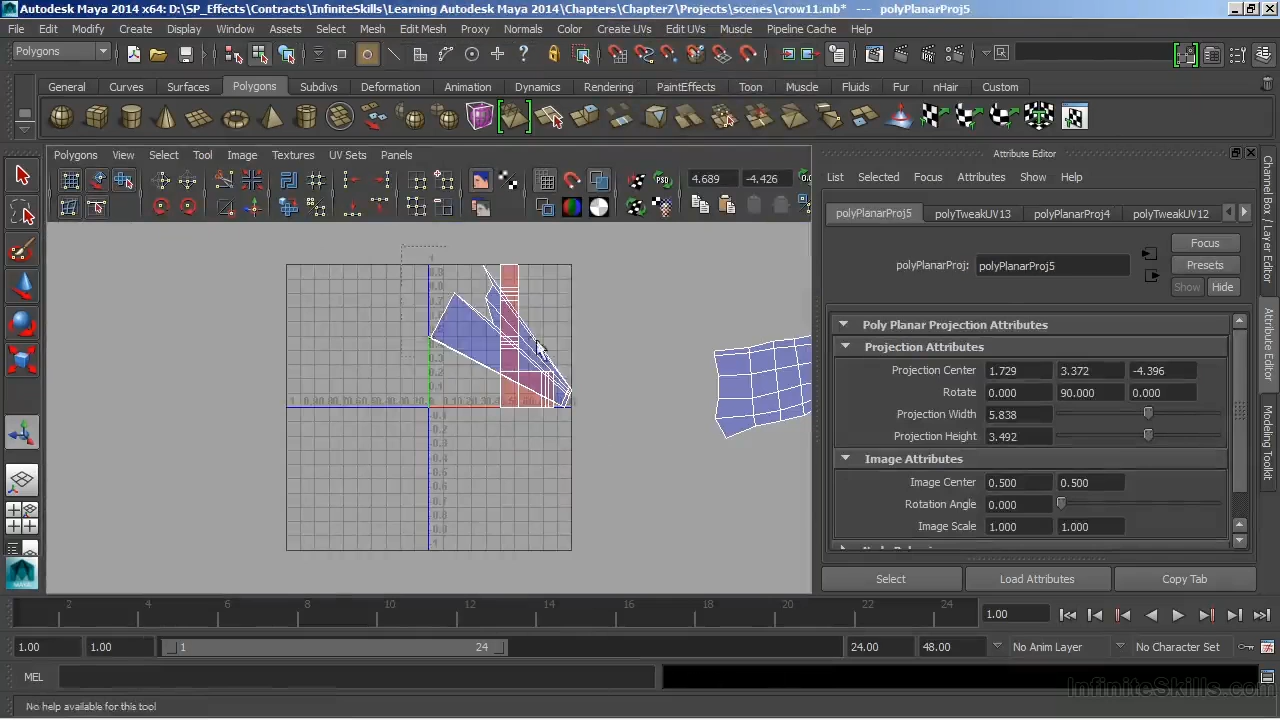 Autodesk Maya 2014 x64: D:\SP_Effects\Contracts\InfiniteSkills\Learning Autodesk Maya 2014\Chapters\Chapter7\Projects\scenes\crow11.mb* --- polyPlanarProj5
File Edit Modify Create Display Window Assets Select Mesh Edit Mesh Proxy Normals Color Create UVs Edit UVs Muscle Pipeline Cache Help
Polygons
General Curves Surfaces Polygons Subdivs Deformation Animation Dynamics Rendering PaintEffects Toon Muscle Fluids Fur nHair Custom
Polygons View Select Tool Image Textures UV Sets Panels
4.689 -4.426
Attribute Editor
List Selected Focus Attributes Show Help
polyPlanarProj5 polyTweakUV13 polyPlanarProj4 polyTweakUV12
polyPlanarProj: polyPlanarProj5
Focus
Presets
Show Hide
Poly Planar Projection Attributes
Projection Attributes
Projection Center 1.729 3.372 -4.396
Rotate 0.000 90.000 0.000
Projection Width 5.838
Projection Height 3.492
Image Attributes
Image Center 0.500 0.500
Rotation Angle 0.000
Image Scale 1.000 1.000
Select Load Attributes Copy Tab
Channel Box / Layer Editor
Attribute Editor
Modeling Toolkit
2 4 6 8 10 12 14 16 18 20 22 24
1.00
1.00 1.00 1 24 24.00 48.00 No Anim Layer No Character Set
MEL
InfiniteSkills.com
No help available for this tool